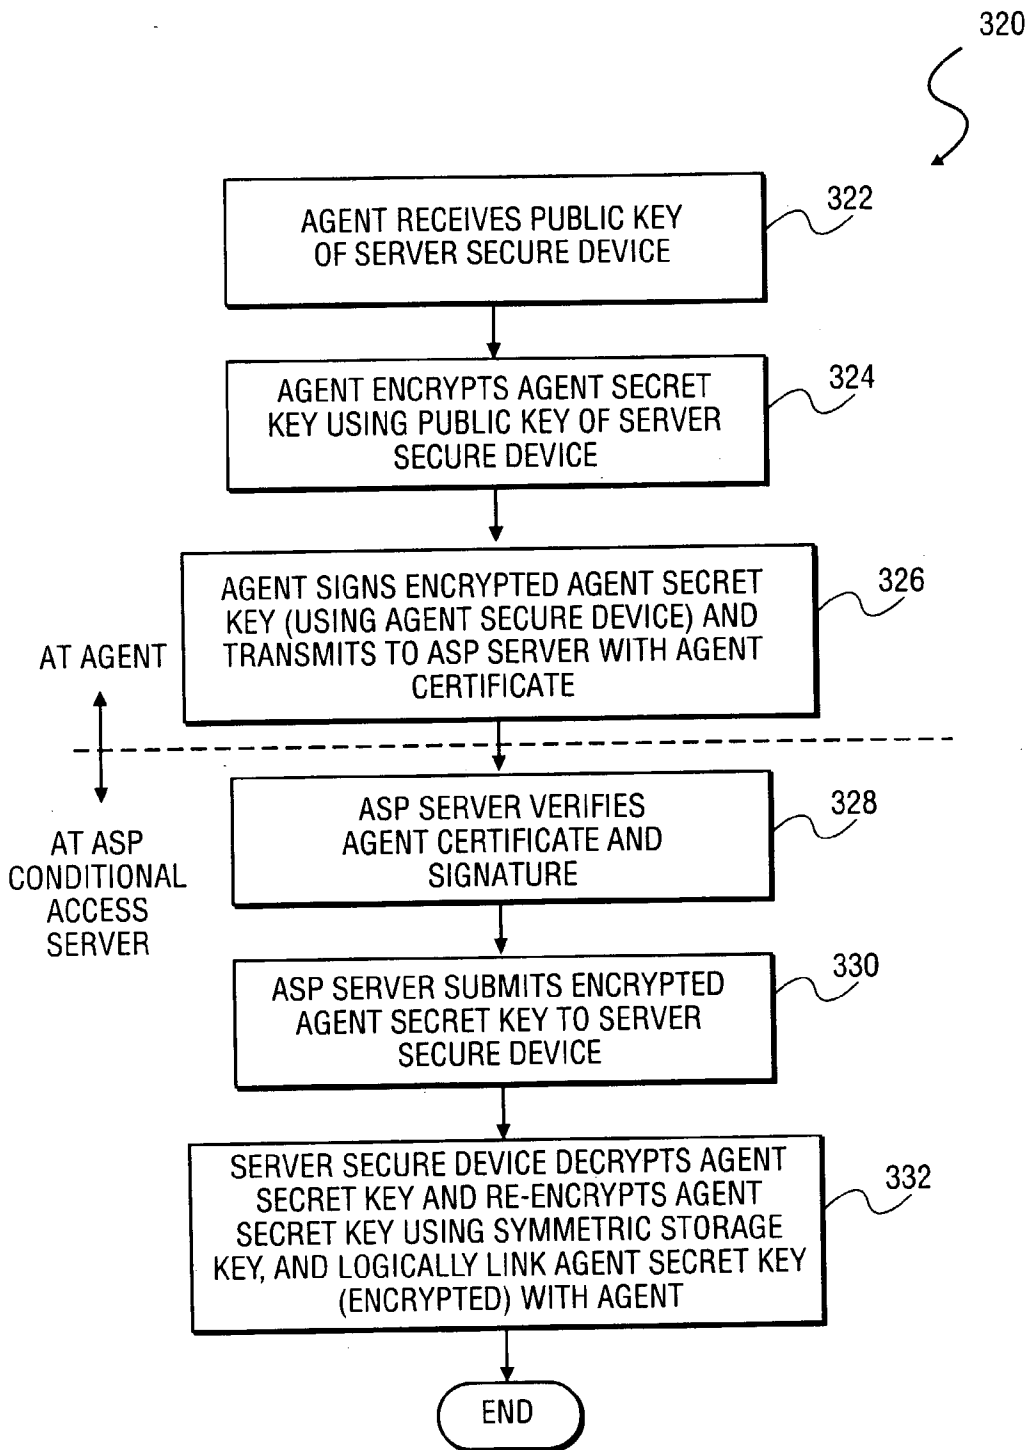 320
AGENT RECEIVES PUBLIC KEY
OF SERVER SECURE DEVICE
322
AGENT ENCRYPTS AGENT SECRET
KEY USING PUBLIC KEY OF SERVER
SECURE DEVICE
324
AGENT SIGNS ENCRYPTED AGENT SECRET
KEY (USING AGENT SECURE DEVICE) AND
TRANSMITS TO ASP SERVER WITH AGENT
CERTIFICATE
326
AT AGENT
AT ASP
CONDITIONAL
ACCESS
SERVER
ASP SERVER VERIFIES
AGENT CERTIFICATE AND
SIGNATURE
328
ASP SERVER SUBMITS ENCRYPTED
AGENT SECRET KEY TO SERVER
SECURE DEVICE
330
SERVER SECURE DEVICE DECRYPTS AGENT
SECRET KEY AND RE-ENCRYPTS AGENT
SECRET KEY USING SYMMETRIC STORAGE
KEY, AND LOGICALLY LINK AGENT SECRET KEY
(ENCRYPTED) WITH AGENT
332
END